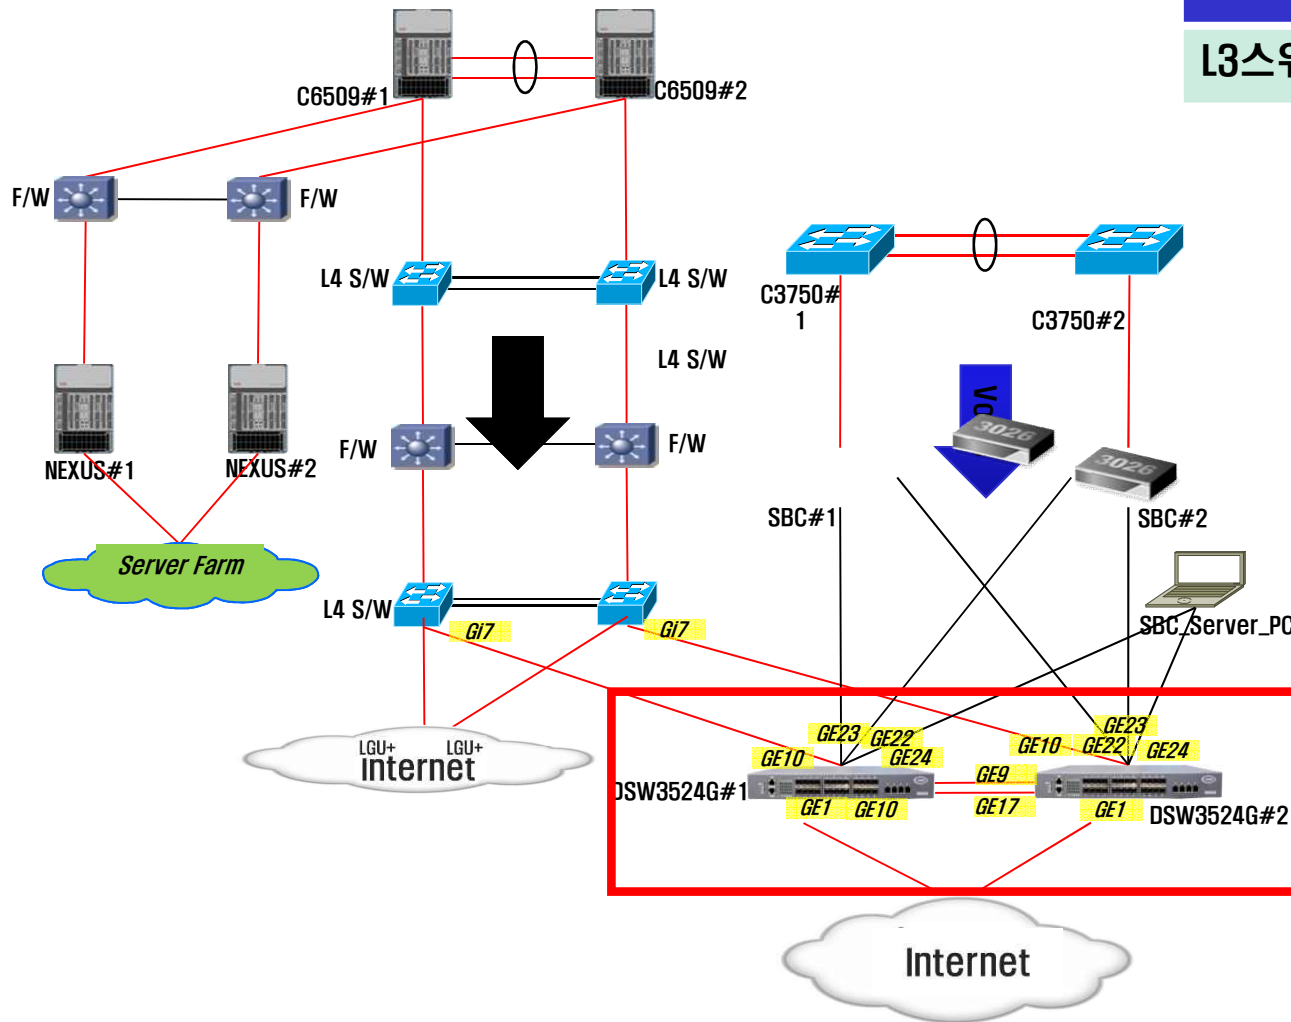 L3스위
C6509#1
C6509#2
F/W
F/W
L4 S/W
L4 S/W
C3750#
1
C3750#2
L4 S/W
Vo
3026
F/W
F/W
3026
NEXUS#1
NEXUS#2
SBC#1
SBC#2
Server Farm
L4 S/W
Gi7
Gi7
SBC_Server_PC
LGU+
LGU+
internet
GE23
GE22
GE23
GE10
GE22
GE24
GE10
GE24
GE9
DSW3524G#1
GE1
GE10
GE17
GE1
DSW3524G#2
Internet